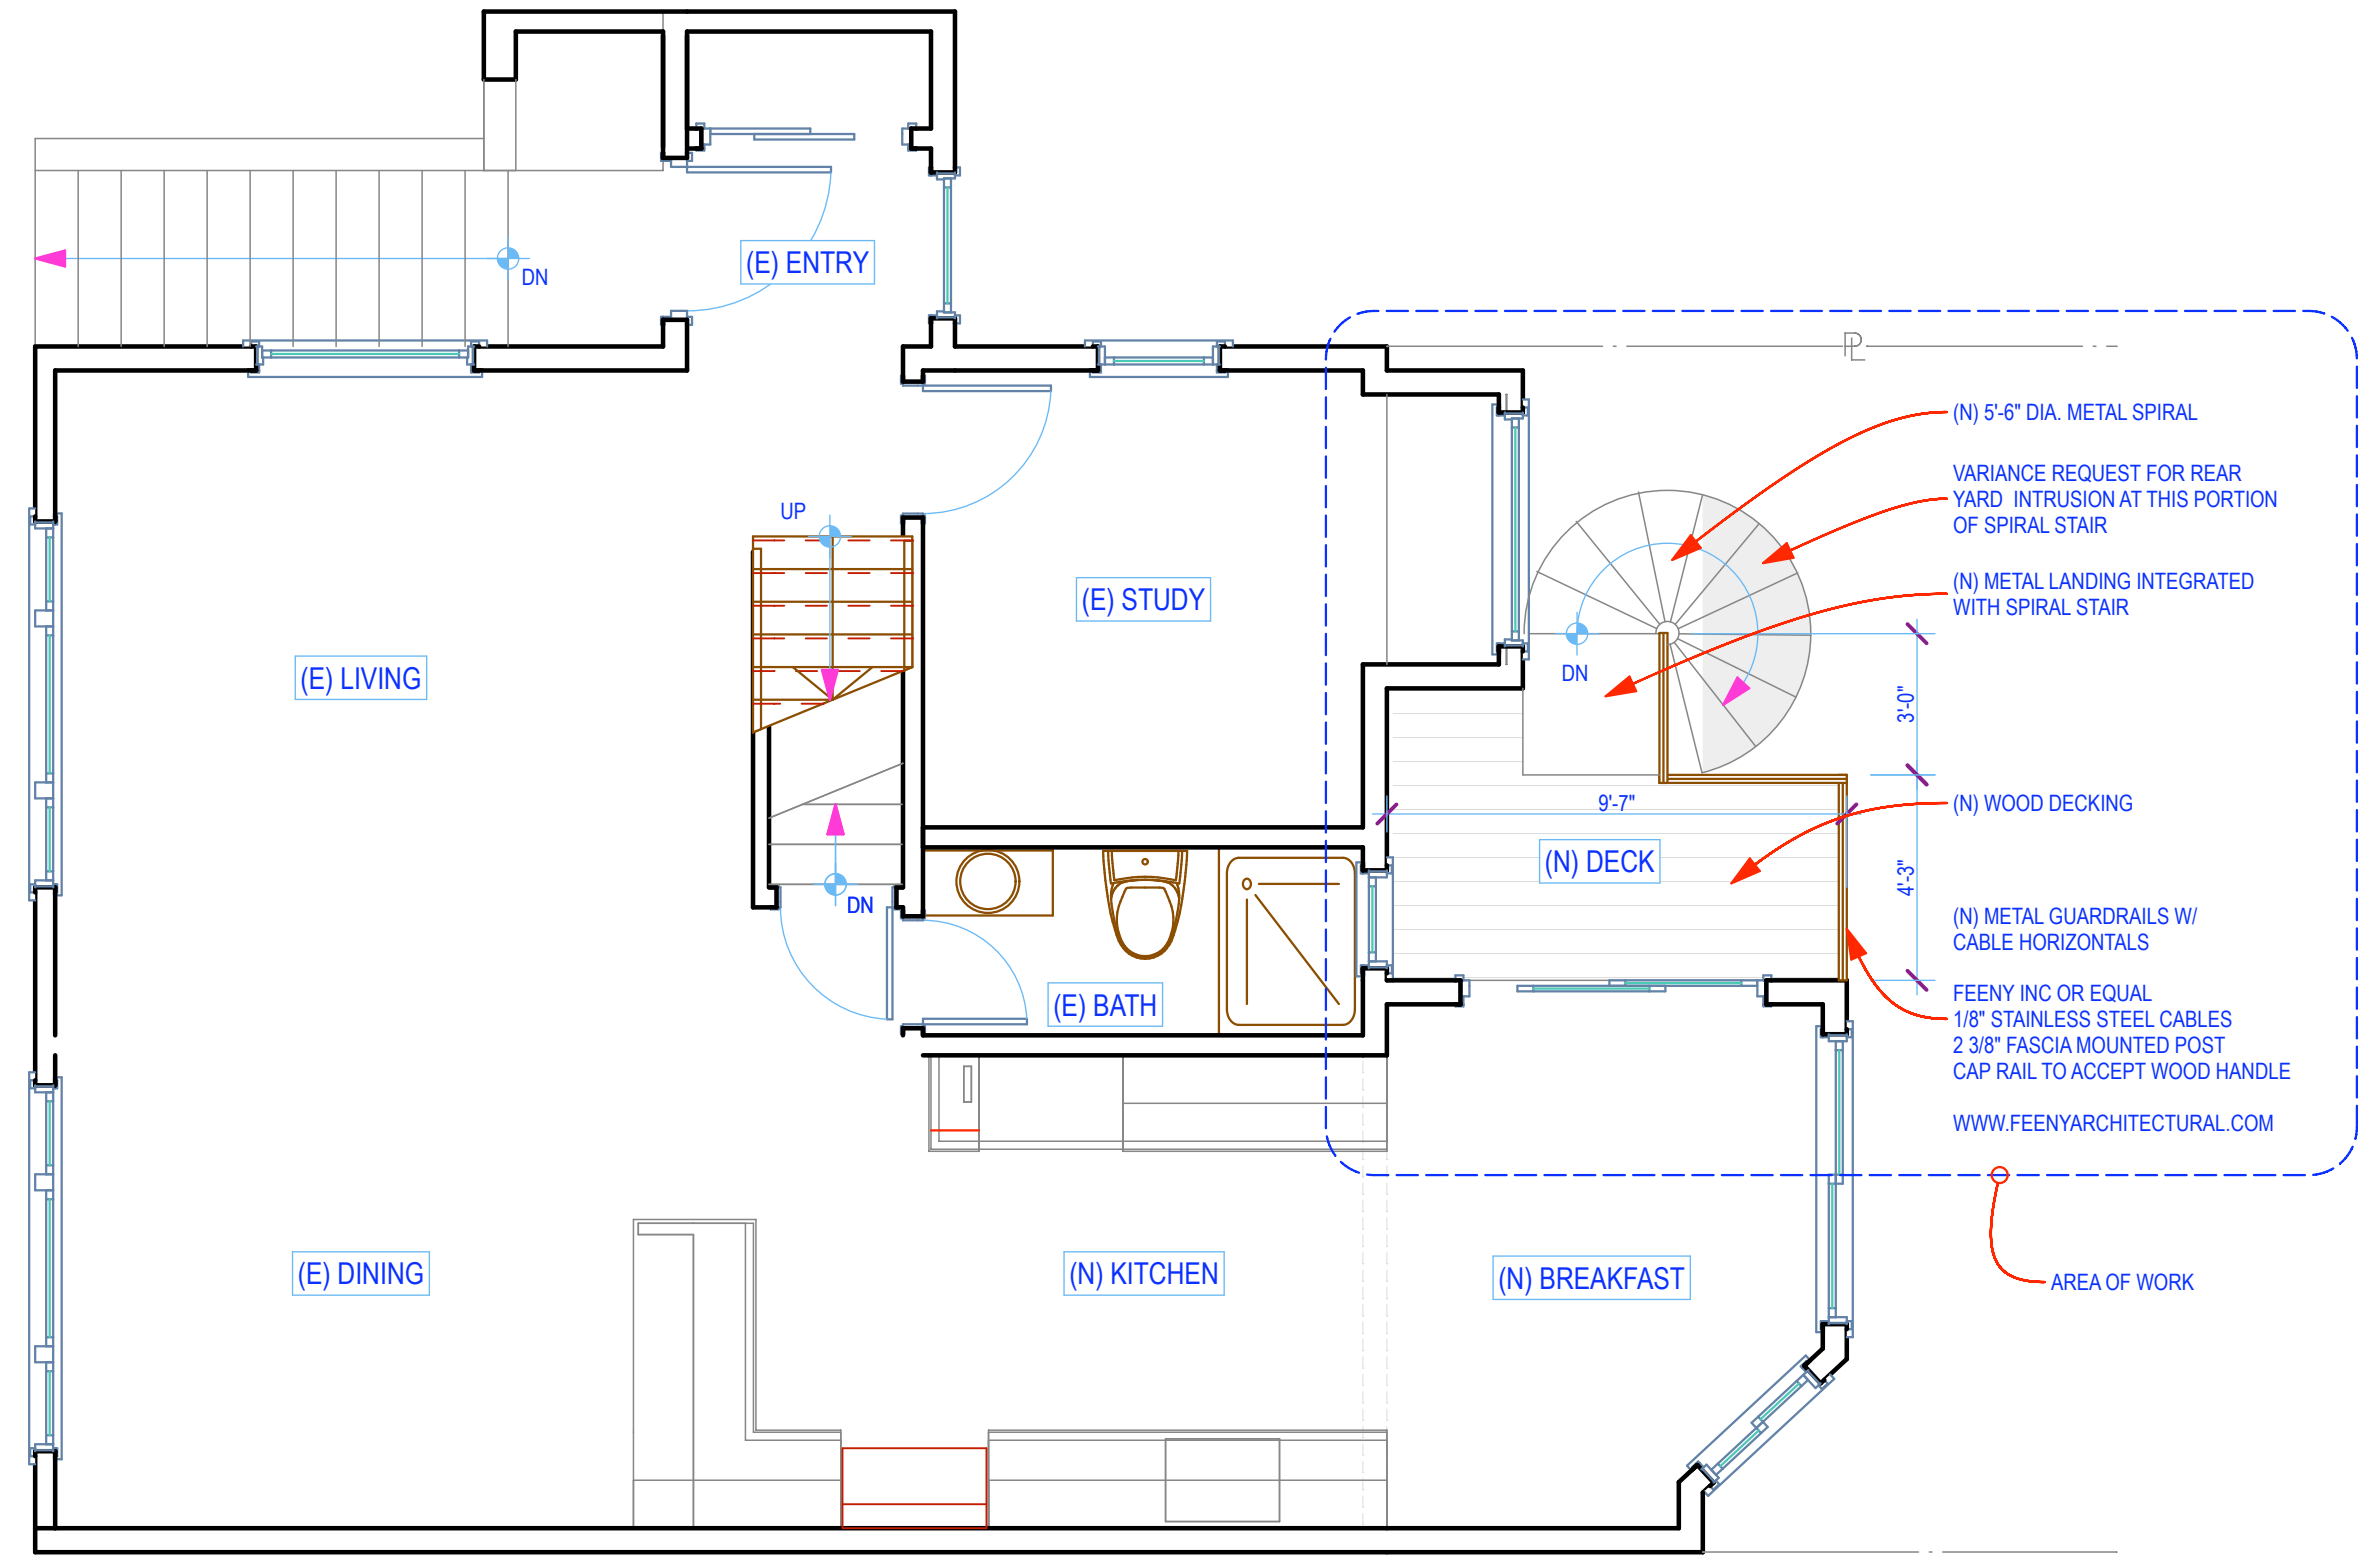 (E) ENTRY
DN
PL
(N) 5'-6" DIA. METAL SPIRAL
VARIANCE REQUEST FOR REAR
YARD INTRUSION AT THIS PORTION
OF SPIRAL STAIR
(N) METAL LANDING INTEGRATED
WITH SPIRAL STAIR
UP
(E) STUDY
(E) LIVING
DN
3'-0"
9'-7"
(N) WOOD DECKING
(N) DECK
4'-3"
DN
(N) METAL GUARDRAILS W/
CABLE HORIZONTALS
(E) BATH
FEENY INC OR EQUAL
1/8" STAINLESS STEEL CABLES
2 3/8" FASCIA MOUNTED POST
CAP RAIL TO ACCEPT WOOD HANDLE
WWW.FEENYARCHITECTURAL.COM
(E) DINING
(N) KITCHEN
(N) BREAKFAST
AREA OF WORK